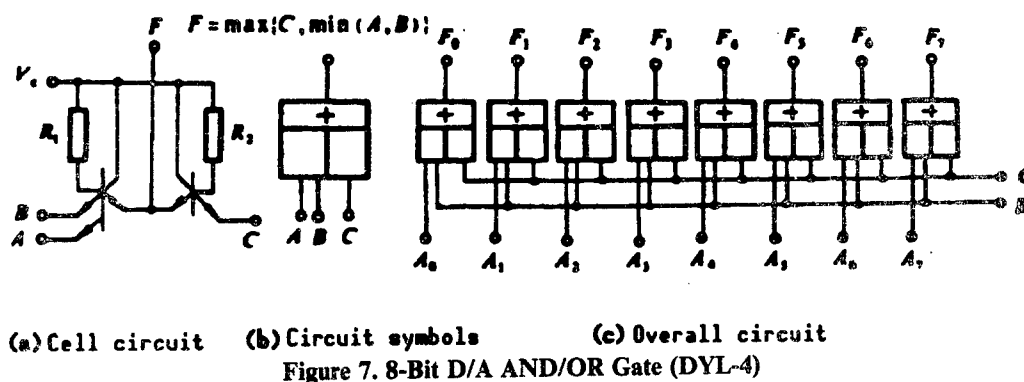 F F = max{C, min (A, B)} F₀ F₁ F₂ F₃ F₄ F₅ F₆ F₇
V_c
R₁ R₂
+ + + + + + + + +
C
B
B
A
C
A B C
A₀ A₁ A₂ A₃ A₄ A₅ A₆ A₇
(a) Cell circuit (b) Circuit symbols (c) Overall circuit
Figure 7. 8-Bit D/A AND/OR Gate (DYL-4)